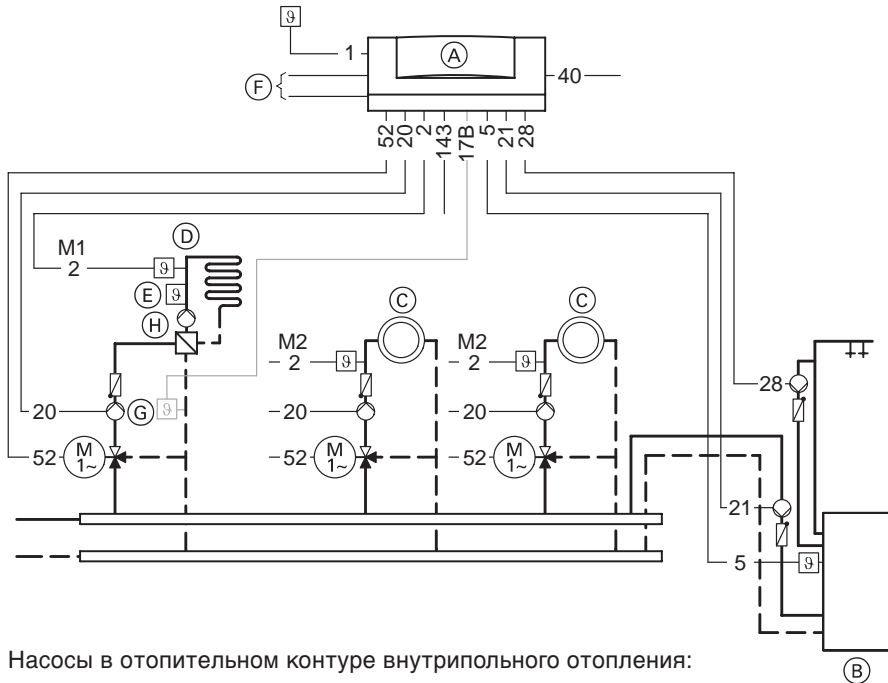 ϑ
1
A
40
F
52
20
2
143
17B
5
21
28
D
M1
2
ϑ
E
ϑ
H
C
C
M2
2
ϑ
M2
2
ϑ
28
20
G
ϑ
20
20
52
M
1~
52
M
1~
52
M
1~
21
5
ϑ
Насосы в отопительном контуре внутрипольного отопления:
B